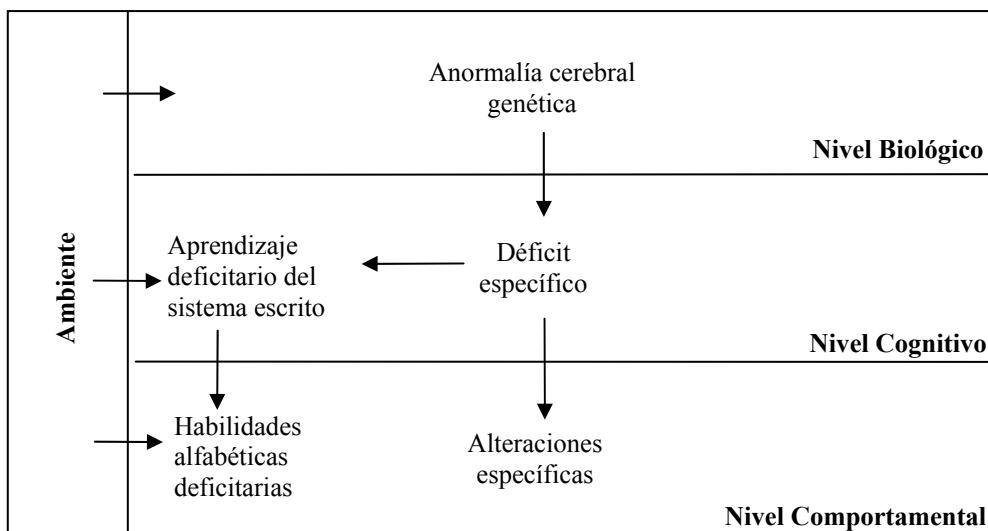 Anormalía cerebral
genética
Nivel Biológico
Ambiente
Aprendizaje
deficitario del
sistema escrito
Déficit
específico
Nivel Cognitivo
Habilidades
alfabéticas
deficitarias
Alteraciones
específicas
Nivel Comportamental